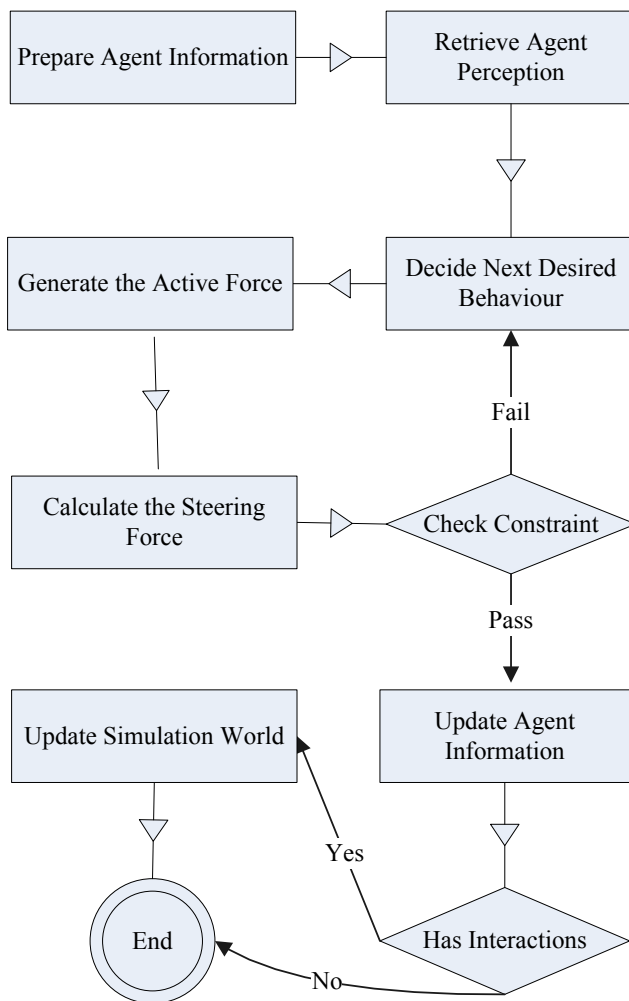 Prepare Agent Information
Retrieve Agent
Perception
Generate the Active Force
Decide Next Desired
Behaviour
Fail
Calculate the Steering
Force
Check Constraint
Pass
Update Simulation World
Update Agent
Information
Yes
End
Has Interactions
No